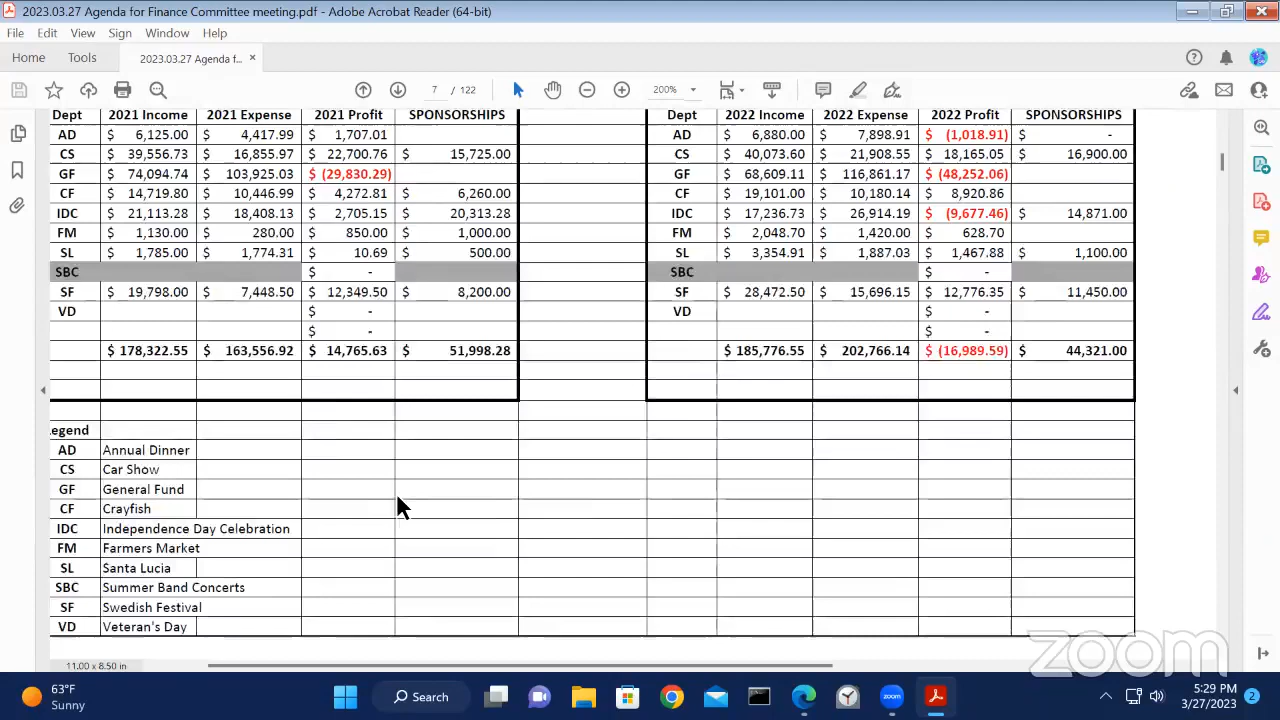 2023.03.27 Agenda for Finance Committee meeting.pdf - Adobe Acrobat Reader (64-bit)
File Edit View Sign Window Help
Home Tools 2023.03.27 Agenda f... ×
7 / 122 200%
Dept 2021 Income 2021 Expense 2021 Profit SPONSORSHIPS Dept 2022 Income 2022 Expense 2022 Profit SPONSORSHIPS
AD $ 6,125.00 $ 4,417.99 $ 1,707.01 AD $ 6,880.00 $ 7,898.91 $ (1,018.91) $ -
CS $ 39,556.73 $ 16,855.97 $ 22,700.76 $ 15,725.00 CS $ 40,073.60 $ 21,908.55 $ 18,165.05 $ 16,900.00
GF $ 74,094.74 $ 103,925.03 $ (29,830.29) GF $ 68,609.11 $ 116,861.17 $ (48,252.06)
CF $ 14,719.80 $ 10,446.99 $ 4,272.81 $ 6,260.00 CF $ 19,101.00 $ 10,180.14 $ 8,920.86
IDC $ 21,113.28 $ 18,408.13 $ 2,705.15 $ 20,313.28 IDC $ 17,236.73 $ 26,914.19 $ (9,677.46) $ 14,871.00
FM $ 1,130.00 $ 280.00 $ 850.00 $ 1,000.00 FM $ 2,048.70 $ 1,420.00 $ 628.70
SL $ 1,785.00 $ 1,774.31 $ 10.69 $ 500.00 SL $ 3,354.91 $ 1,887.03 $ 1,467.88 $ 1,100.00
SBC $ - SBC $ -
SF $ 19,798.00 $ 7,448.50 $ 12,349.50 $ 8,200.00 SF $ 28,472.50 $ 15,696.15 $ 12,776.35 $ 11,450.00
VD $ - VD $ -
$ - $ -
$ 178,322.55 $ 163,556.92 $ 14,765.63 $ 51,998.28 $ 185,776.55 $ 202,766.14 $ (16,989.59) $ 44,321.00
egend
AD Annual Dinner
CS Car Show
GF General Fund
CF Crayfish
IDC Independence Day Celebration
FM Farmers Market
SL Santa Lucia
SBC Summer Band Concerts
SF Swedish Festival
VD Veteran's Day
zoom
11.00 x 8.50 in
63°F
Sunny
Search
zoom
5:29 PM
3/27/2023
2